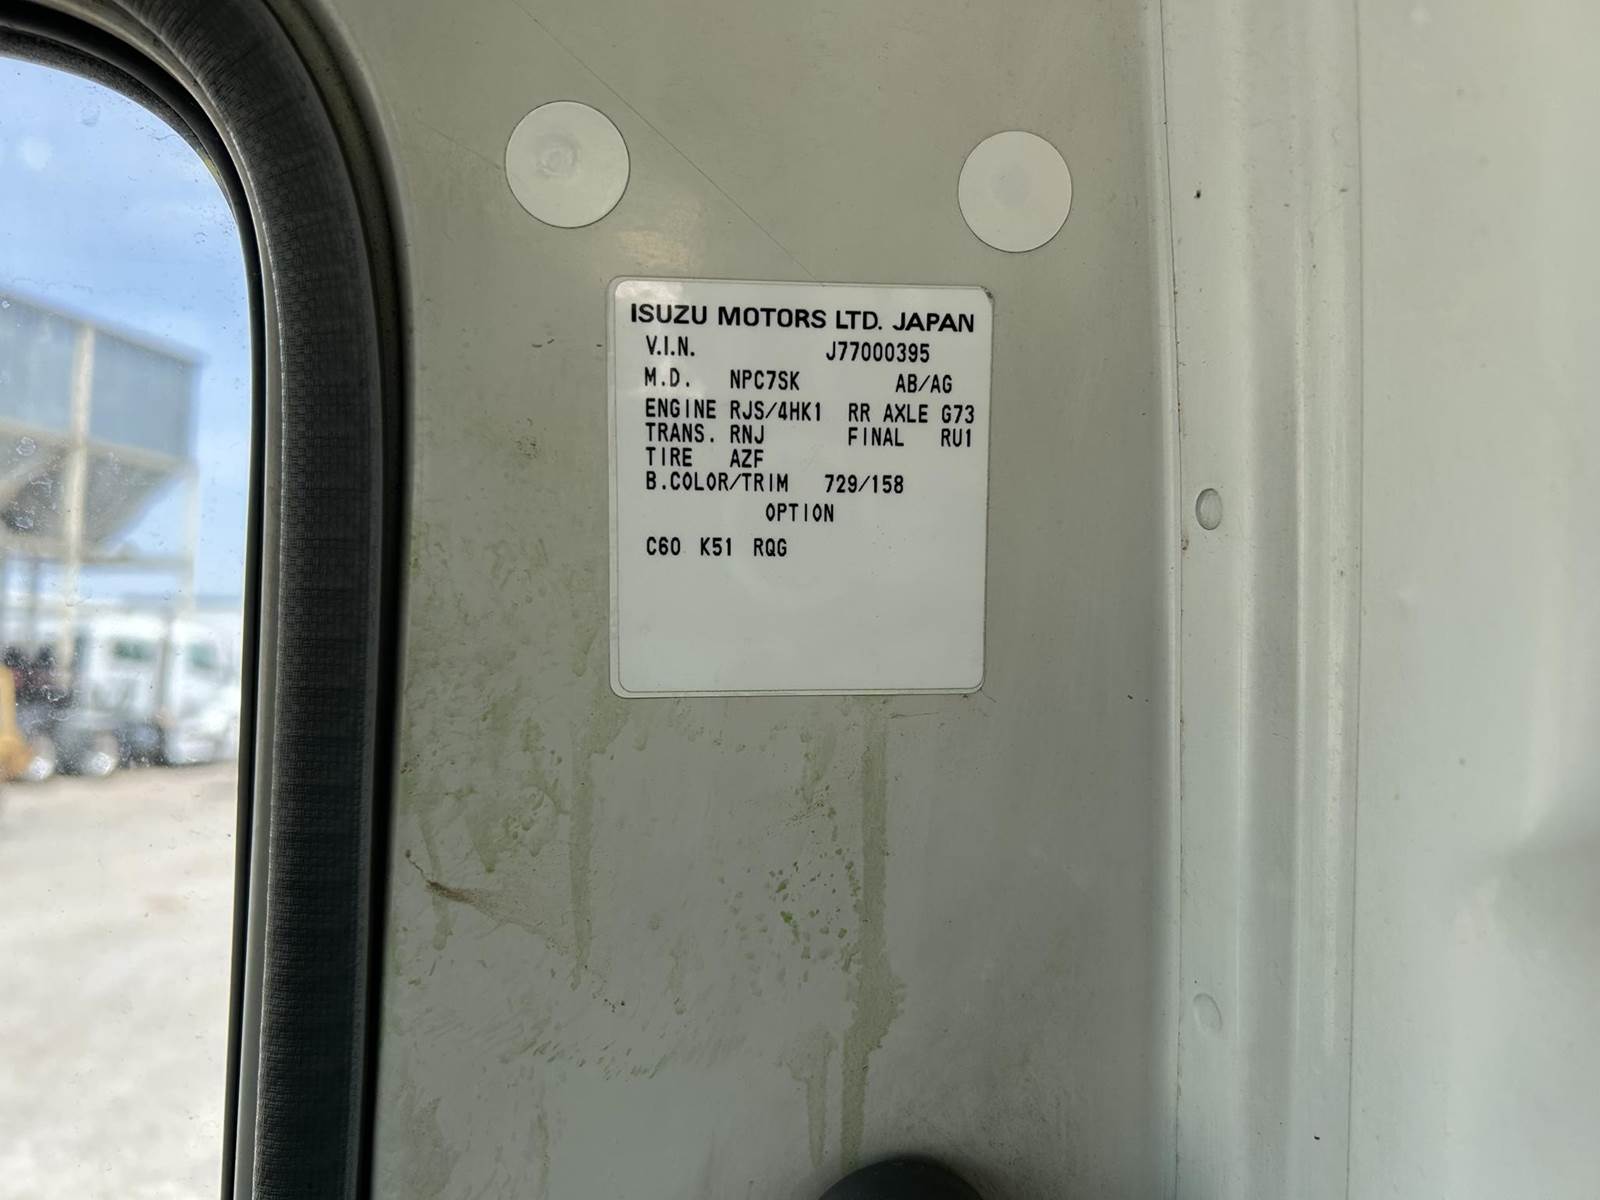 ISUZU MOTORS LTD. JAPAN
V.I.N. J77000395
M.D. NPC7SK AB/AG
ENGINE RJS/4HK1 RR AXLE G73
TRANS. RNJ FINAL RU1
TIRE AZF
B.COLOR/TRIM 729/158
OPTION
C60 K51 RQG